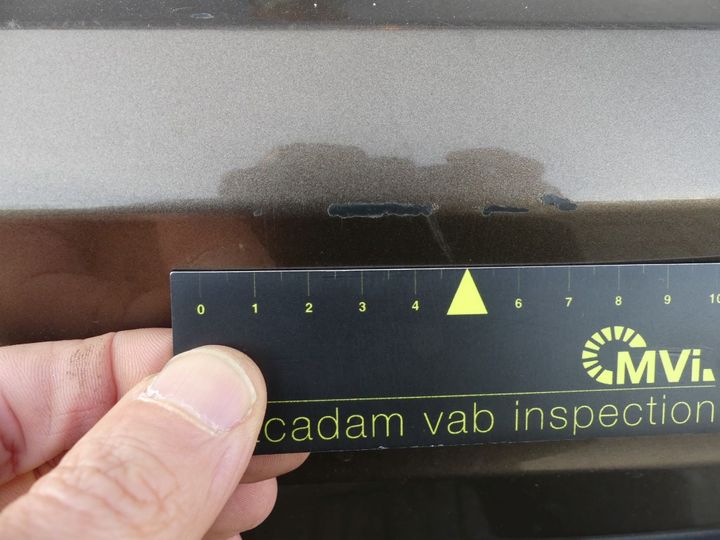 0 1 2 3 4 6 7 8 9 10
MVi.
cadam vab inspection